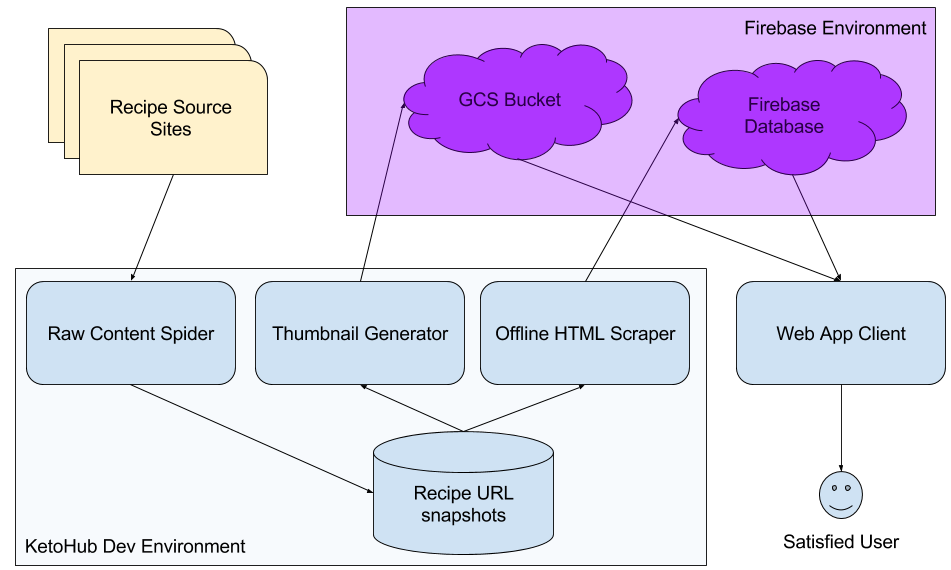 Firebase Environment
GCS Bucket
Firebase
Database
Recipe Source
Sites
Raw Content Spider
Thumbnail Generator
Offline HTML Scraper
Web App Client
Recipe URL
snapshots
KetoHub Dev Environment
Satisfied User